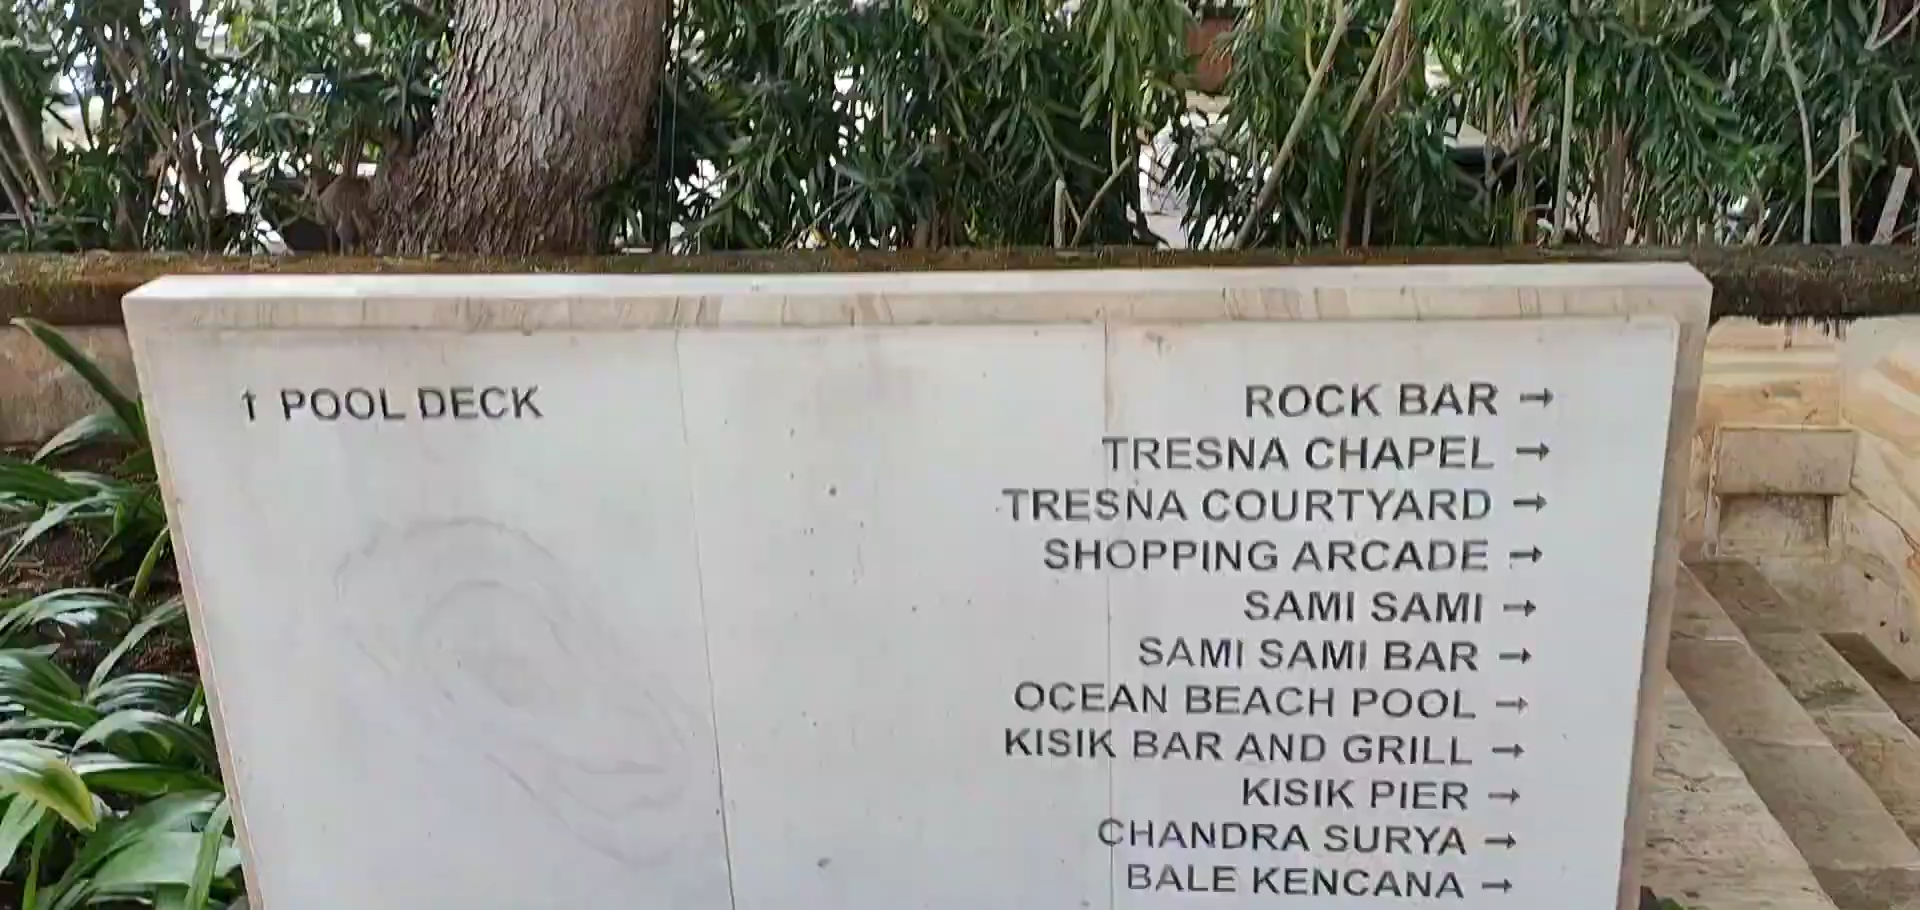 ↑ POOL DECK
ROCK BAR →
TRESNA CHAPEL →
TRESNA COURTYARD →
SHOPPING ARCADE →
SAMI SAMI →
SAMI SAMI BAR →
OCEAN BEACH POOL →
KISIK BAR AND GRILL →
KISIK PIER →
CHANDRA SURYA →
BALE KENCANA →